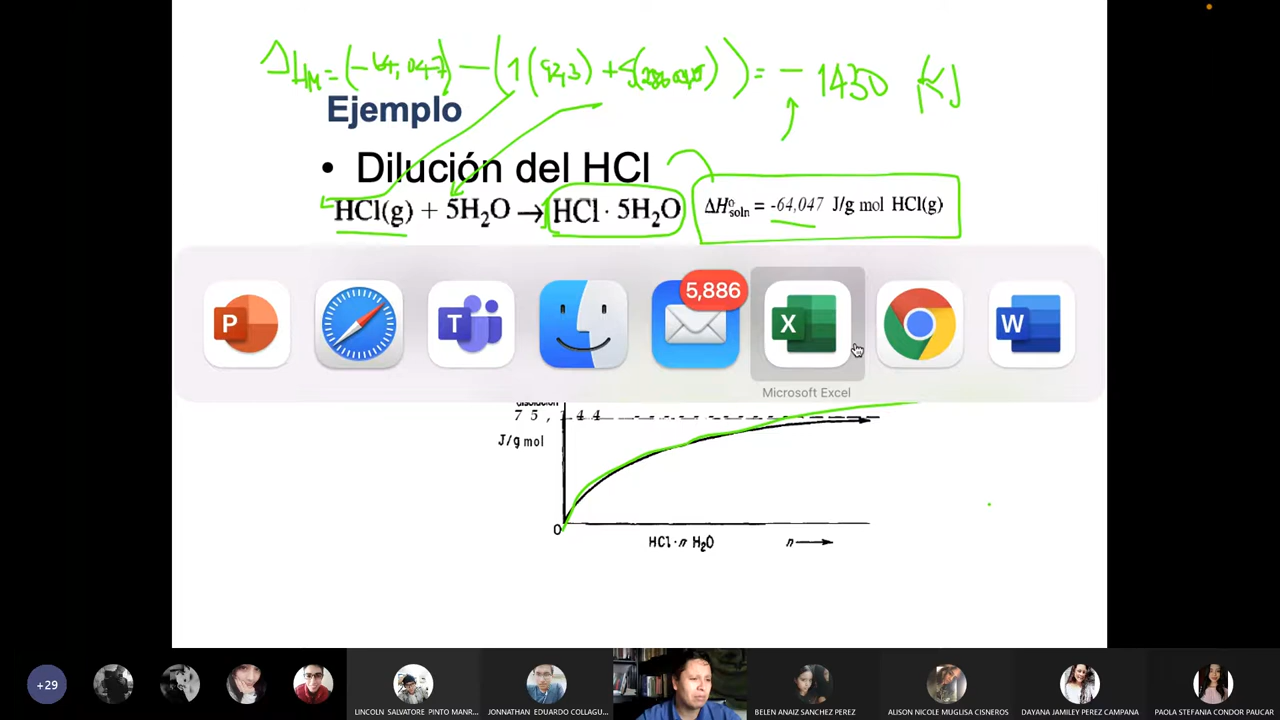 ΔHM = (-64,047) - (1(92,3) + 5(286    )) = - 1430 KJ
Ejemplo
• Dilución del HCl
HCl(g) + 5H₂O → HCl · 5H₂O
ΔH°soln = -64,047 J/g mol HCl(g)
P
T
5,886
X
W
Microsoft Excel
75,144
J/g mol
0
HCl·n H₂O
n →
+29
LINCOLN SALVATORE PINTO MANR...
JONNATHAN EDUARDO COLLAGU...
BELEN ANAIZ SANCHEZ PEREZ
ALISON NICOLE MUGLISA CISNEROS
DAYANA JAMILEY PEREZ CAMPANA
PAOLA STEFANIA CONDOR PAUCAR